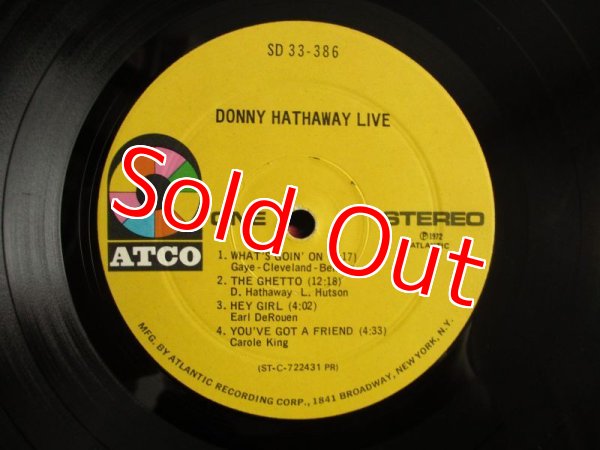 SD 33-386
DONNY HATHAWAY LIVE
Sold Out
ONE
STEREO
℗1972
ATLANTIC
ATCO
1. WHAT'S GOIN' ON
Gaye - Cleveland -
2. THE GHETTO (12:18)
D. Hathaway L. Hutson
3. HEY GIRL (4:02)
Earl DeRouen
4. YOU'VE GOT A FRIEND (4:33)
Carole King
(ST-C-722431 PR)
MFG. BY ATLANTIC RECORDING CORP., 1841 BROADWAY, NEW YORK, N.Y.